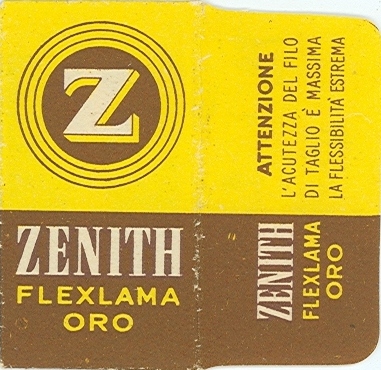 Z
ZENITH
FLEXLAMA
ORO
ATTENZIONE
L'ACUTEZZA DEL FILO
DI TAGLIO È MASSIMA
LA FLESSIBILITÀ ESTREMA
ZENITH
FLEXLAMA
ORO